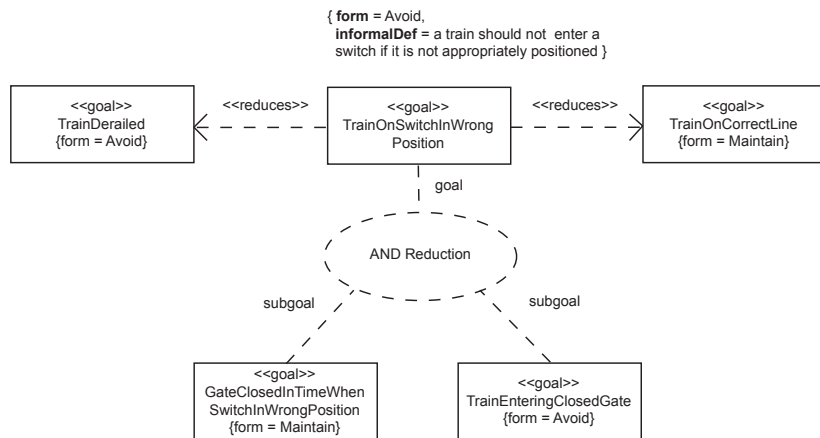 { form = Avoid,
informalDef = a train should not enter a
switch if it is not appropriately positioned }
<<goal>>
TrainDerailed
{form = Avoid}
<<reduces>>
<<goal>>
TrainOnSwitchInWrong
Position
<<reduces>>
<<goal>>
TrainOnCorrectLine
{form = Maintain}
goal
AND Reduction
subgoal
subgoal
<<goal>>
GateClosedInTimeWhen
SwitchInWrongPosition
{form = Maintain}
<<goal>>
TrainEnteringClosedGate
{form = Avoid}